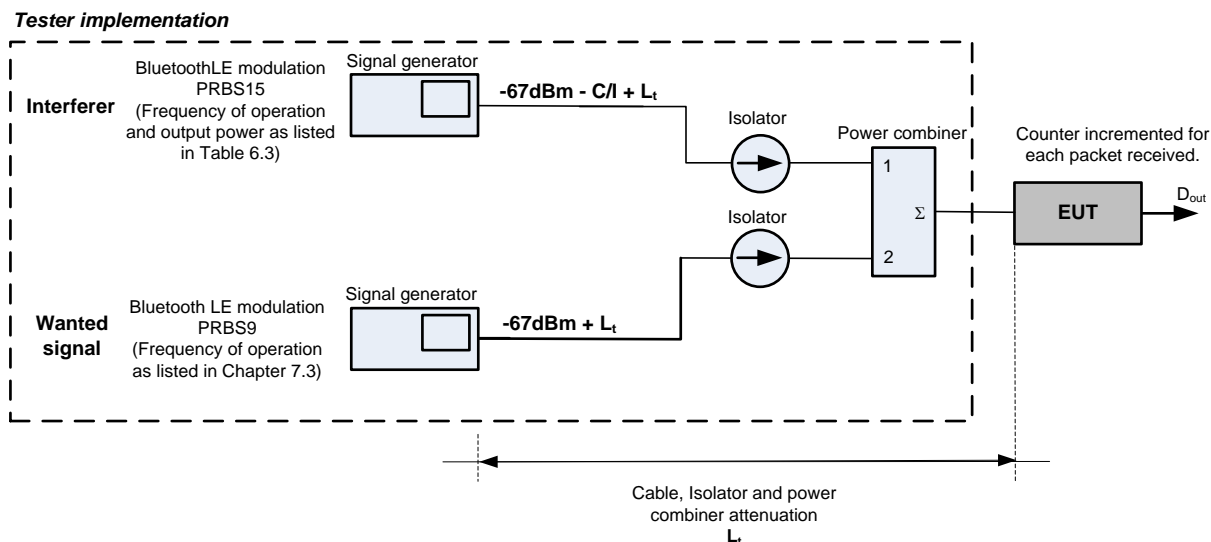 Tester implementation
Interferer
BluetoothLE modulation
PRBS15
(Frequency of operation
and output power as listed
in Table 6.3)
Signal generator
-67dBm - C/I + Lt
Isolator
Power combiner
1
Σ
2
Counter incremented for
each packet received.
EUT
Dout
Isolator
Wanted
signal
Bluetooth LE modulation
PRBS9
(Frequency of operation
as listed in Chapter 7.3)
Signal generator
-67dBm + Lt
Cable, Isolator and power
combiner attenuation
Lt